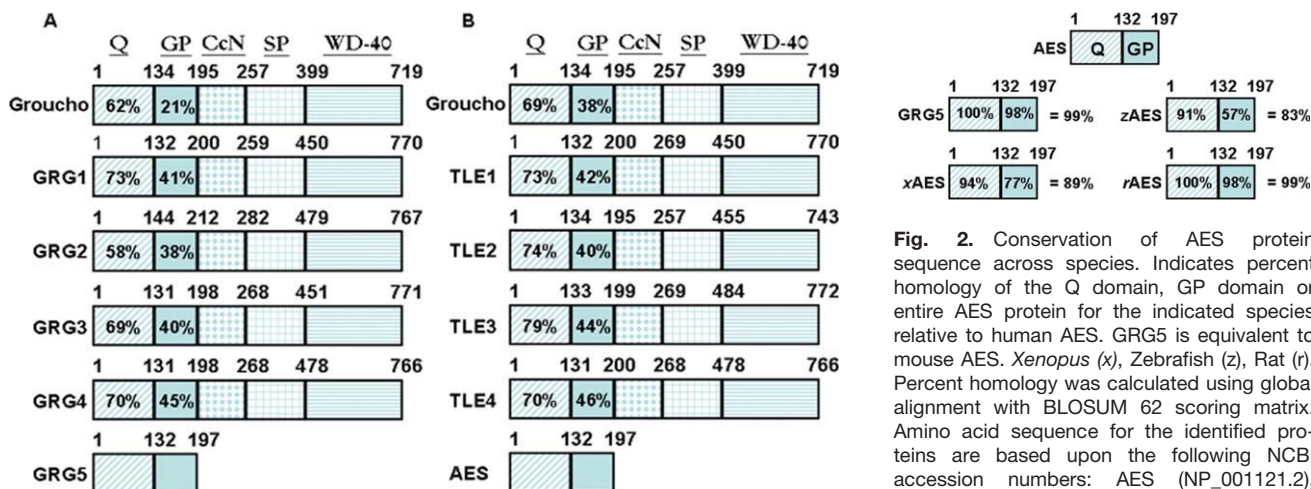 A
Q GP CcN SP WD-40
1 134 195 257 399 719
Groucho 62% 21%
1 132 200 259 450 770
GRG1 73% 41%
1 144 212 282 479 767
GRG2 58% 38%
1 131 198 268 451 771
GRG3 69% 40%
1 131 198 268 478 766
GRG4 70% 45%
1 132 197
GRG5
B
Q GP CcN SP WD-40
1 134 195 257 399 719
Groucho 69% 38%
1 132 200 269 450 770
TLE1 73% 42%
1 134 195 257 455 743
TLE2 74% 40%
1 133 199 269 484 772
TLE3 79% 44%
1 131 200 268 478 766
TLE4 70% 46%
1 132 197
AES
1 132 197
AES Q GP
1 132 197
GRG5 100% 98% = 99%
1 132 197
zAES 91% 57% = 83%
1 132 197
xAES 94% 77% = 89%
1 132 197
rAES 100% 98% = 99%
Fig. 2. Conservation of AES protein
sequence across species. Indicates percent
homology of the Q domain, GP domain or
entire AES protein for the indicated species
relative to human AES. GRG5 is equivalent to
mouse AES. Xenopus (x), Zebrafish (z), Rat (r).
Percent homology was calculated using global
alignment with BLOSUM 62 scoring matrix.
Amino acid sequence for the identified pro-
teins are based upon the following NCB
accession numbers: AES (NP_001121.2),